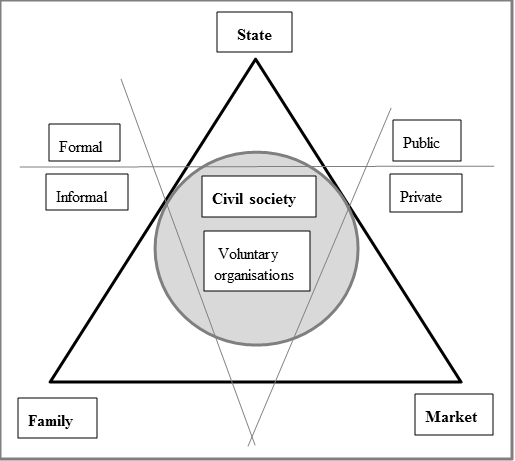 State
Formal
Public
Informal
Civil society
Private
Voluntary
organisations
Family
Market